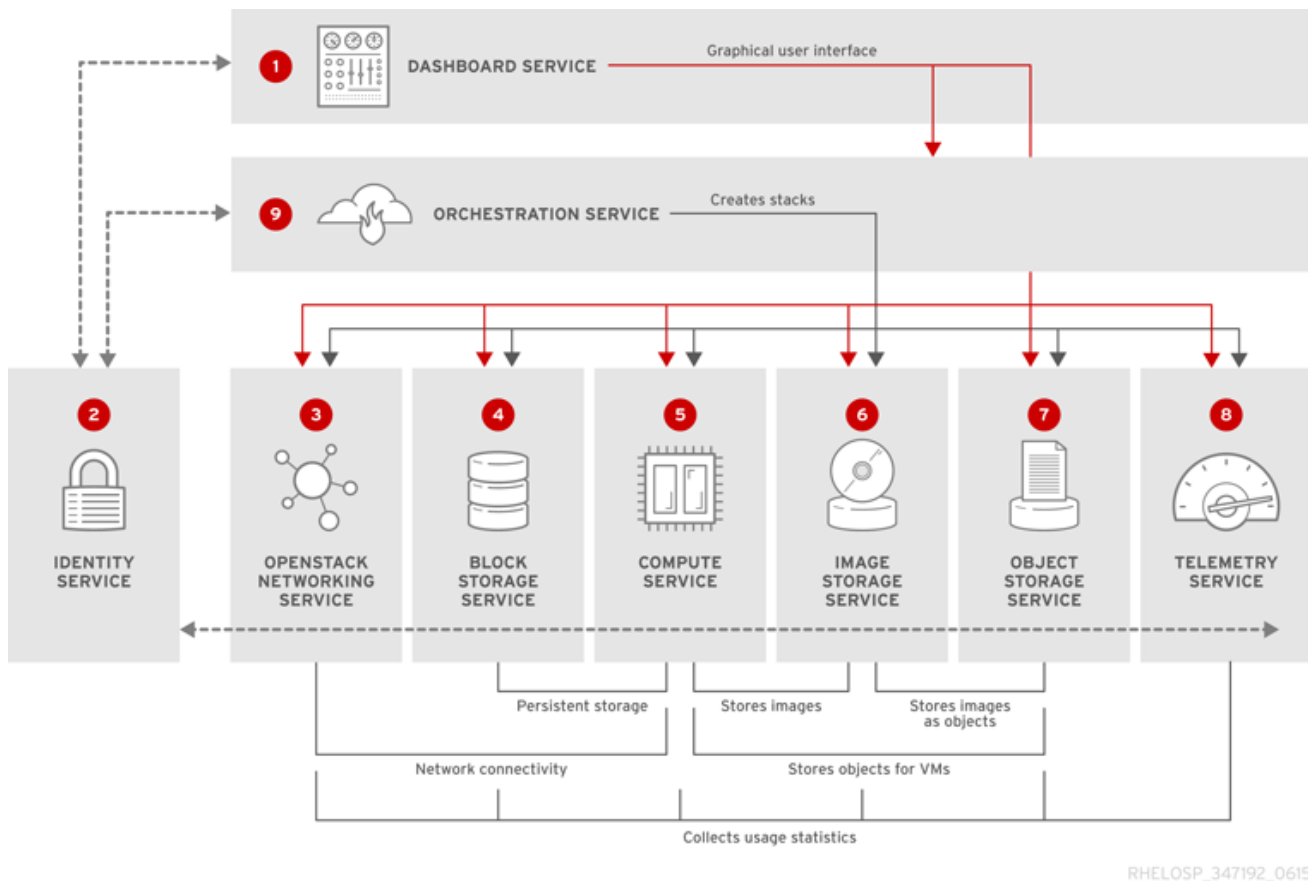 1
DASHBOARD SERVICE
Graphical user interface
9
ORCHESTRATION SERVICE
Creates stacks
2
IDENTITY
SERVICE
3
OPENSTACK
NETWORKING
SERVICE
4
BLOCK
STORAGE
SERVICE
5
COMPUTE
SERVICE
6
IMAGE
STORAGE
SERVICE
7
OBJECT
STORAGE
SERVICE
8
TELEMETRY
SERVICE
Persistent storage
Stores images
Stores images
as objects
Network connectivity
Stores objects for VMs
Collects usage statistics
RHELOSP_347192_0615